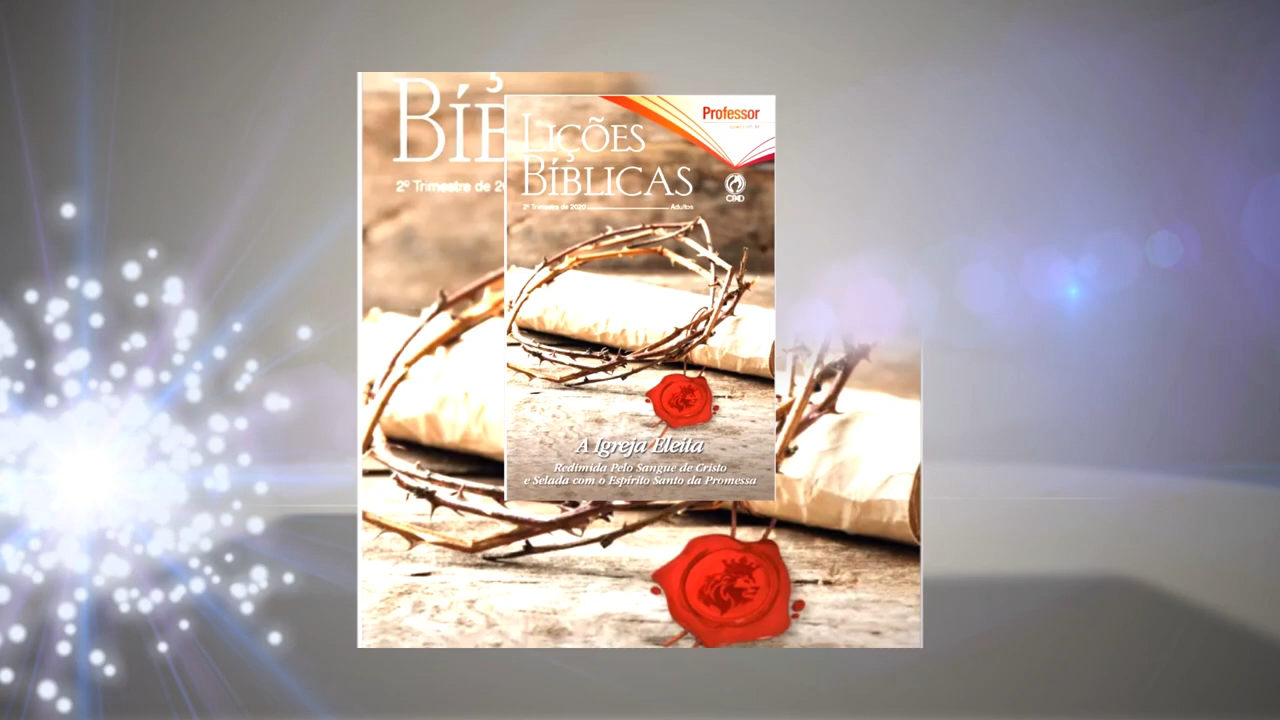 BÍB
2º Trimestre de 20
Professor
LIÇÕES
BÍBLICAS
CPAD
2º Trimestre de 2020
Adultos
A Igreja Eleita
Redimida Pelo Sangue de Cristo
e Selada com o Espírito Santo da Promessa